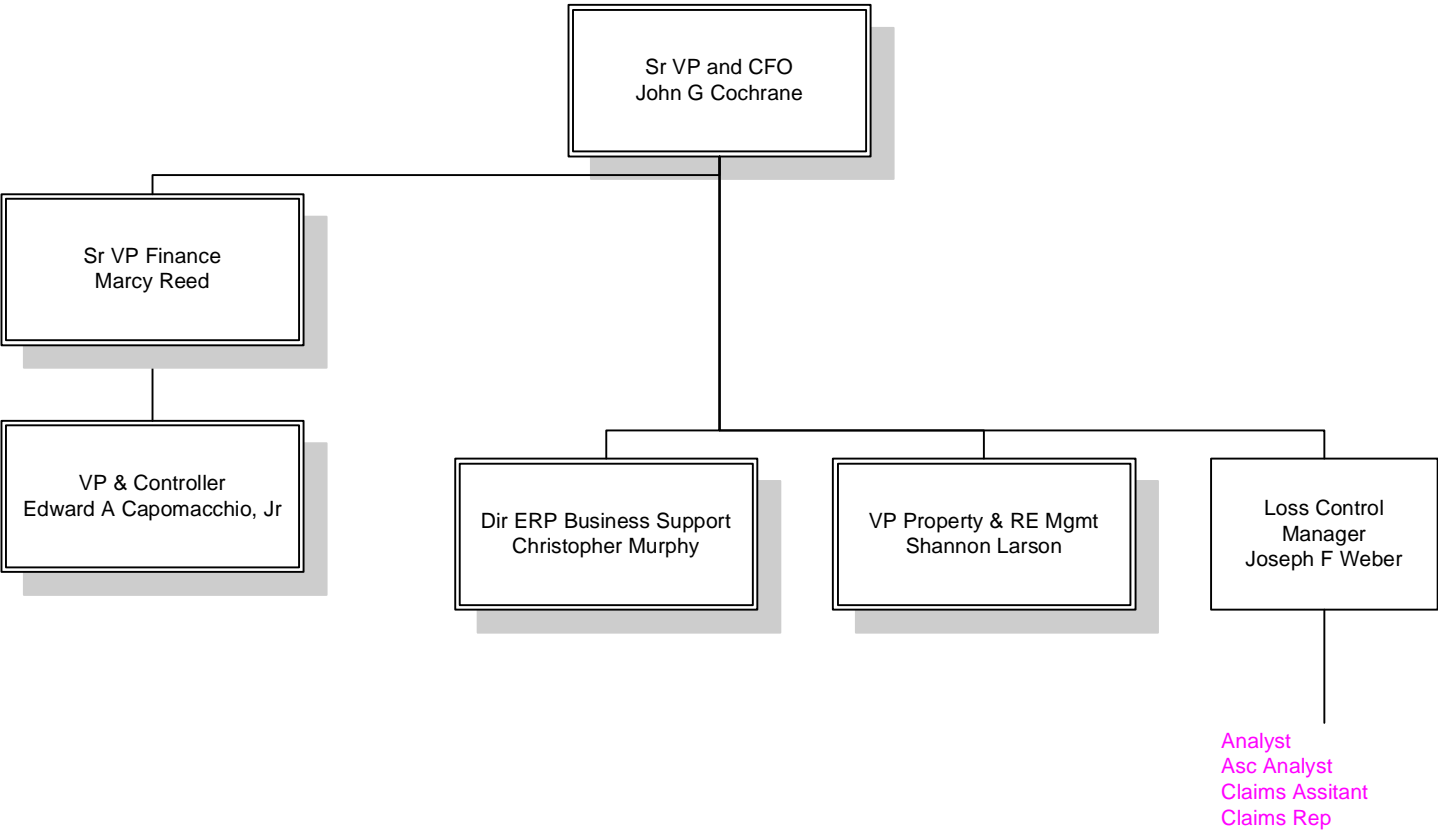 Sr VP and CFO
John G Cochrane
Sr VP Finance
Marcy Reed
VP & Controller
Edward A Capomacchio, Jr
Dir ERP Business Support
Christopher Murphy
VP Property & RE Mgmt
Shannon Larson
Loss Control
Manager
Joseph F Weber
Analyst
Asc Analyst
Claims Assitant
Claims Rep